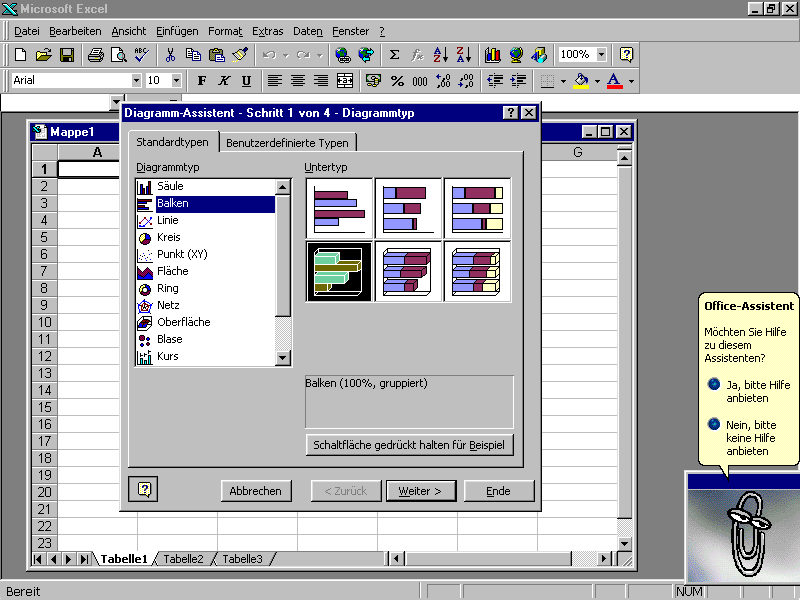 Microsoft Excel
Datei Bearbeiten Ansicht Einfügen Format Extras Daten Fenster ?
100%
Arial 10 F K U
% 000
Diagramm-Assistent - Schritt 1 von 4 - Diagrammtyp
Mappe1
Standardtypen Benutzerdefinierte Typen
A G
Diagrammtyp Untertyp
Säule
Balken
Linie
Kreis
Punkt (XY)
Fläche
Ring
Netz
Oberfläche
Blase
Kurs
1
2
3
4
5
6
7
8
9
10
11
12
13
14
15
16
17
18
19
20
21
22
23
Balken (100%, gruppiert)
Schaltfläche gedrückt halten für Beispiel
Abbrechen < Zurück Weiter > Ende
Office-Assistent
Möchten Sie Hilfe
zu diesem
Assistenten?
Ja, bitte Hilfe
anbieten
Nein, bitte
keine Hilfe
anbieten
Tabelle1 Tabelle2 Tabelle3
Bereit NUM